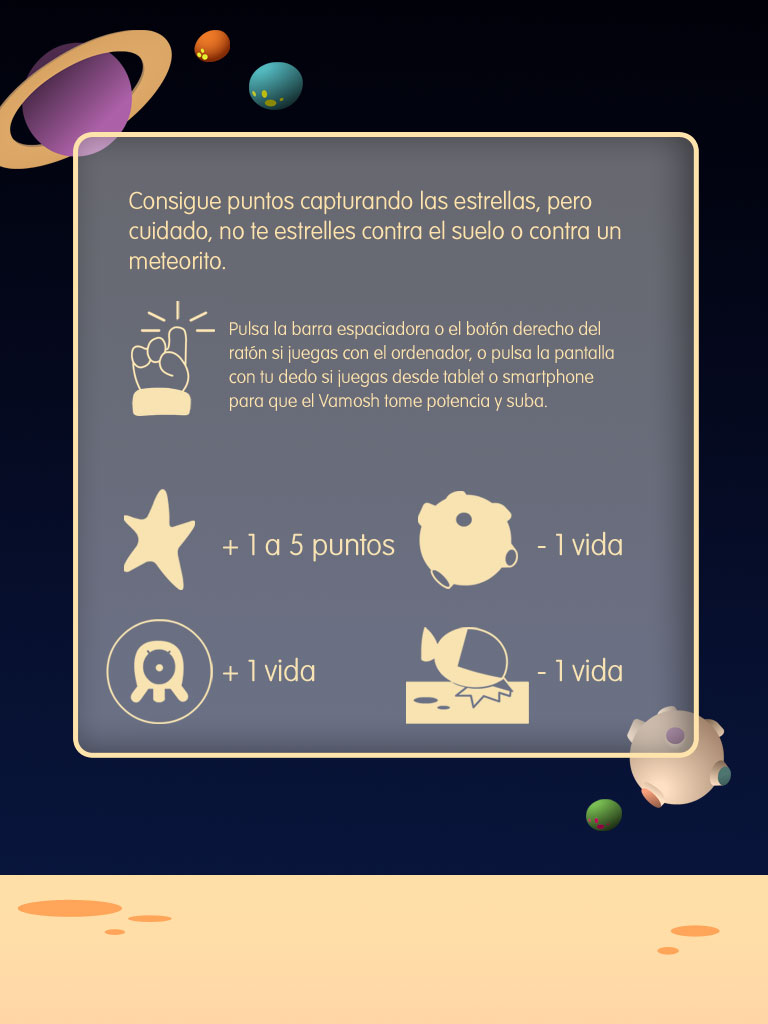 Consigue puntos capturando las estrellas, pero
cuidado, no te estrelles contra el suelo o contra un
meteorito.
Pulsa la barra espaciadora o el botón derecho del
ratón si juegas con el ordenador, o pulsa la pantalla
con tu dedo si juegas desde tablet o smartphone
para que el Vamosh tome potencia y suba.
+ 1 a 5 puntos
- 1 vida
+ 1 vida
- 1 vida